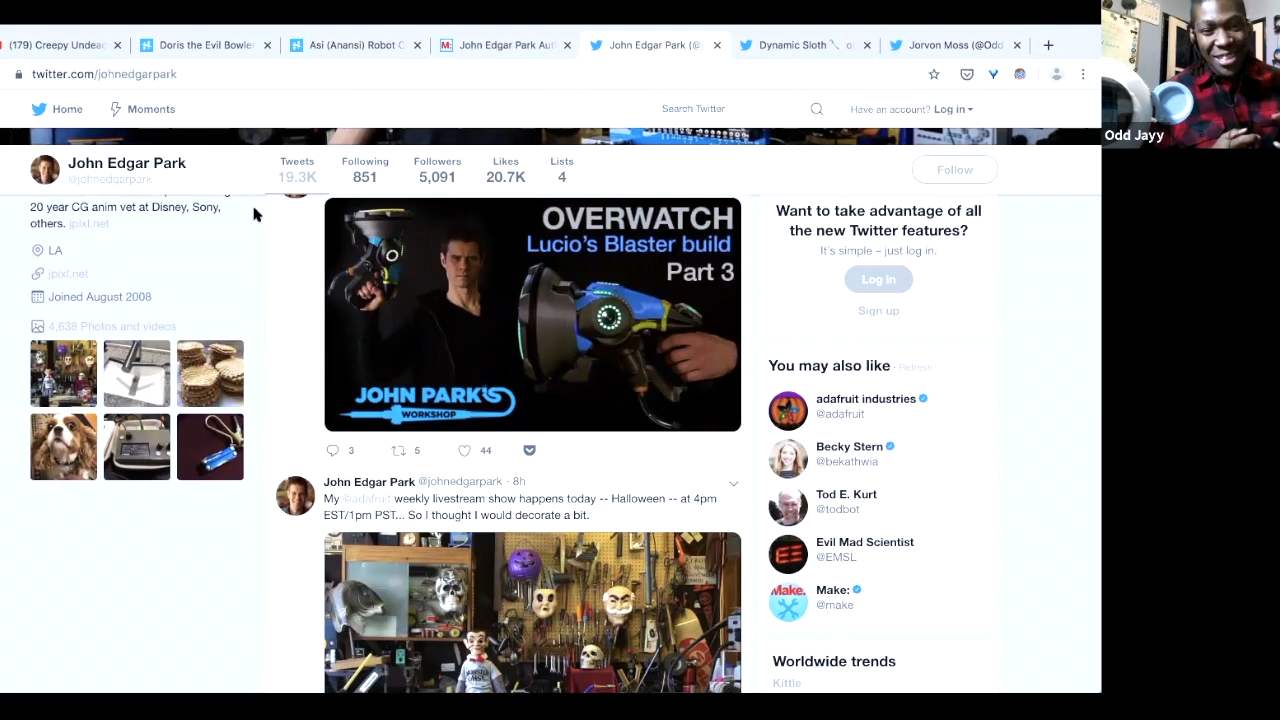 (179) Creepy Undead
Doris the Evil Bowler
Asi (Anansi) Robot C
John Edgar Park Aut
John Edgar Park (@
Dynamic Sloth
Jorvon Moss (@Odd
twitter.com/johnedgarpark
Home
Moments
Search Twitter
Have an account? Log in
John Edgar Park
@johnedgarpark
Tweets
19.3K
Following
851
Followers
5,091
Likes
20.7K
Lists
4
Follow
20 year CG anim vet at Disney, Sony,
others. jpixl.net
LA
jpixl.net
Joined August 2008
4,638 Photos and videos
OVERWATCH
Lucio's Blaster build
Part 3
JOHN PARK'S
WORKSHOP
3
5
44
John Edgar Park @johnedgarpark · 8h
My @adafruit weekly livestream show happens today -- Halloween -- at 4pm
EST/1pm PST... So I thought I would decorate a bit.
Want to take advantage of all
the new Twitter features?
It's simple – just log in.
Log in
Sign up
You may also like · Refresh
adafruit industries
@adafruit
Becky Stern
@bekathwia
Tod E. Kurt
@todbot
Evil Mad Scientist
@EMSL
Make:
@make
Make:
Worldwide trends
Kittle
Odd Jayy